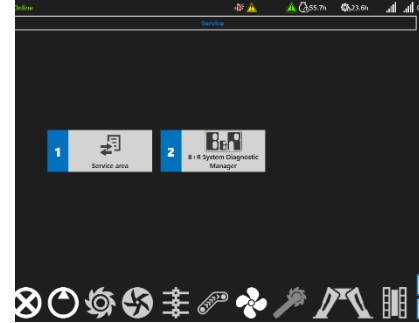 Online
55.7h
23.6h
Service
1
Service area
2
B&R
B+R System Diagnostic
Manager